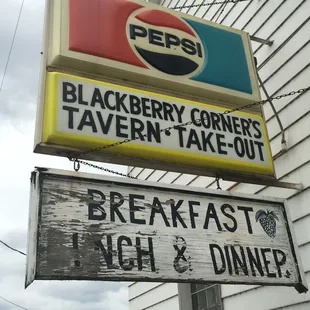 PEPSI
BLACKBERRY CORNER'S
TAVERN · TAKE-OUT
BREAKFAST
NCH & DINNER.